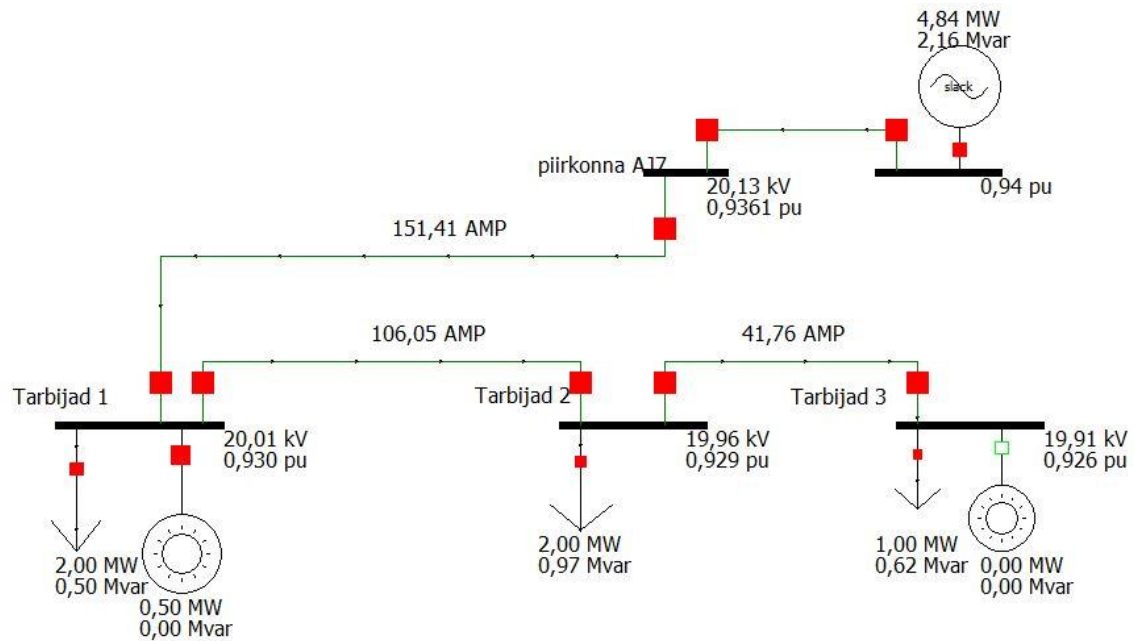 4,84 MW
2,16 Mvar
slack
piirkonna AJ7
20,13 kV
0,9361 pu
0,94 pu
151,41 AMP
106,05 AMP
41,76 AMP
Tarbijad 1
Tarbijad 2
Tarbijad 3
20,01 kV
0,930 pu
19,96 kV
0,929 pu
19,91 kV
0,926 pu
2,00 MW
0,50 Mvar
0,50 MW
0,00 Mvar
2,00 MW
0,97 Mvar
1,00 MW
0,62 Mvar
0,00 MW
0,00 Mvar